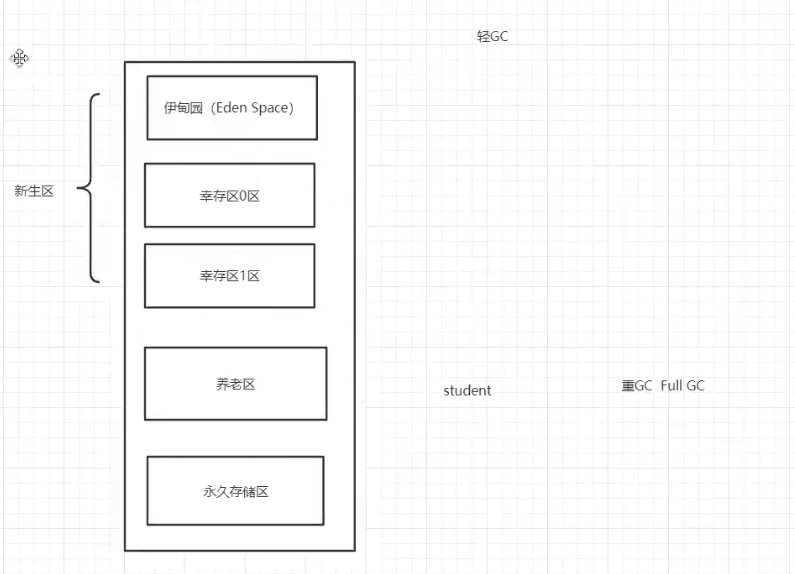 轻GC
伊甸园（Eden Space）
新生区
幸存区0区
幸存区1区
养老区
student
重GC Full GC
永久存储区